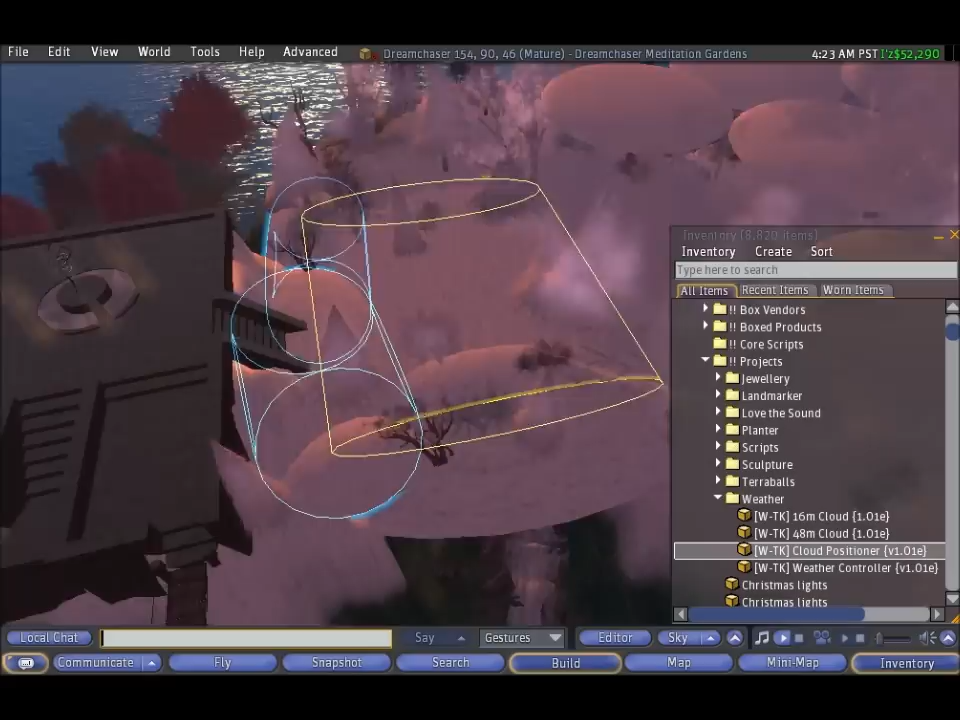 File Edit View World Tools Help Advanced
Dreamchaser 154, 90, 46 (Mature) - Dreamchaser Meditation Gardens
4:23 AM PST
I'z$52,290
Inventory (8,820 items)
Inventory Create Sort
Type here to search
All Items Recent Items Worn Items
!! Box Vendors
!! Boxed Products
!! Core Scripts
!! Projects
Jewellery
Landmarker
Love the Sound
Planter
Scripts
Sculpture
Terraballs
Weather
[W-TK] 16m Cloud {1.01e}
[W-TK] 48m Cloud {1.01e}
[W-TK] Cloud Positioner {v1.01e}
[W-TK] Weather Controller {v1.01e}
Christmas lights
Christmas lights
Local Chat Say Gestures Editor Sky
Communicate Fly Snapshot Search Build Map Mini-Map Inventory